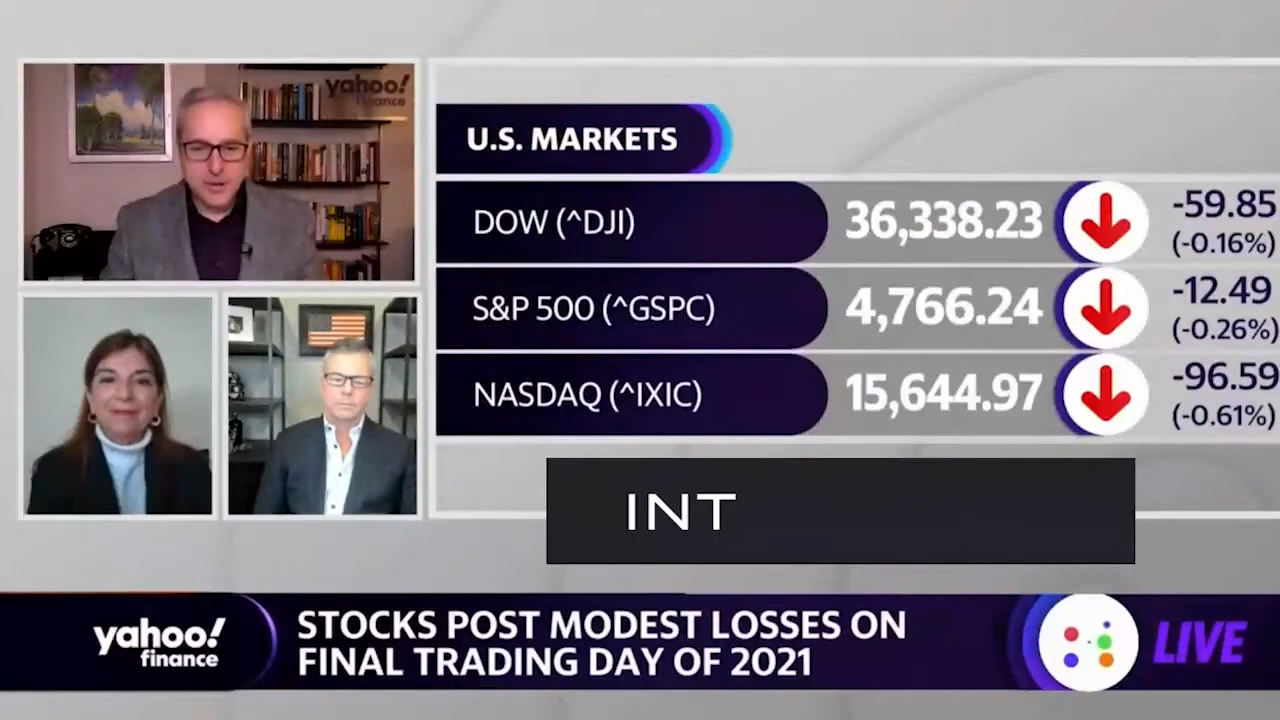 yahoo!
finance
U.S. MARKETS
DOW (^DJI) 36,338.23 -59.85
(-0.16%)
S&P 500 (^GSPC) 4,766.24 -12.49
(-0.26%)
NASDAQ (^IXIC) 15,644.97 -96.59
(-0.61%)
INT
yahoo!
finance
STOCKS POST MODEST LOSSES ON
FINAL TRADING DAY OF 2021
LIVE